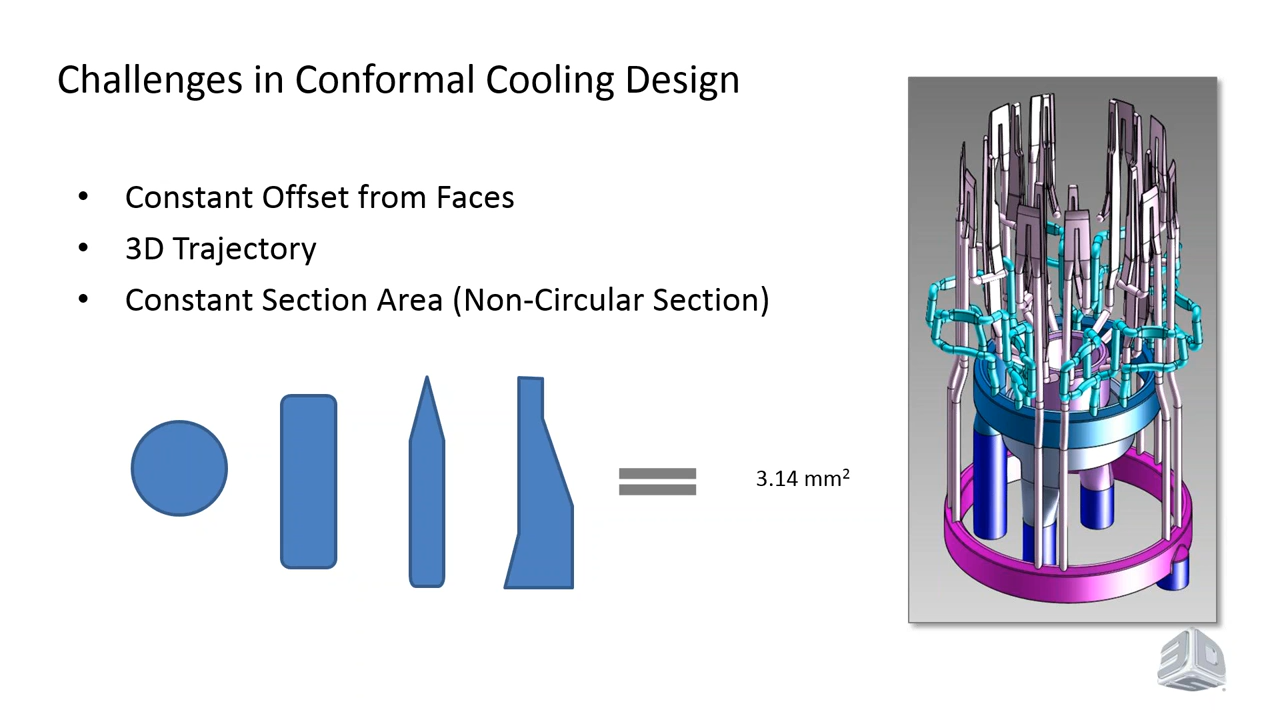 Challenges in Conformal Cooling Design
• Constant Offset from Faces
• 3D Trajectory
• Constant Section Area (Non-Circular Section)
3.14 mm²
3DS